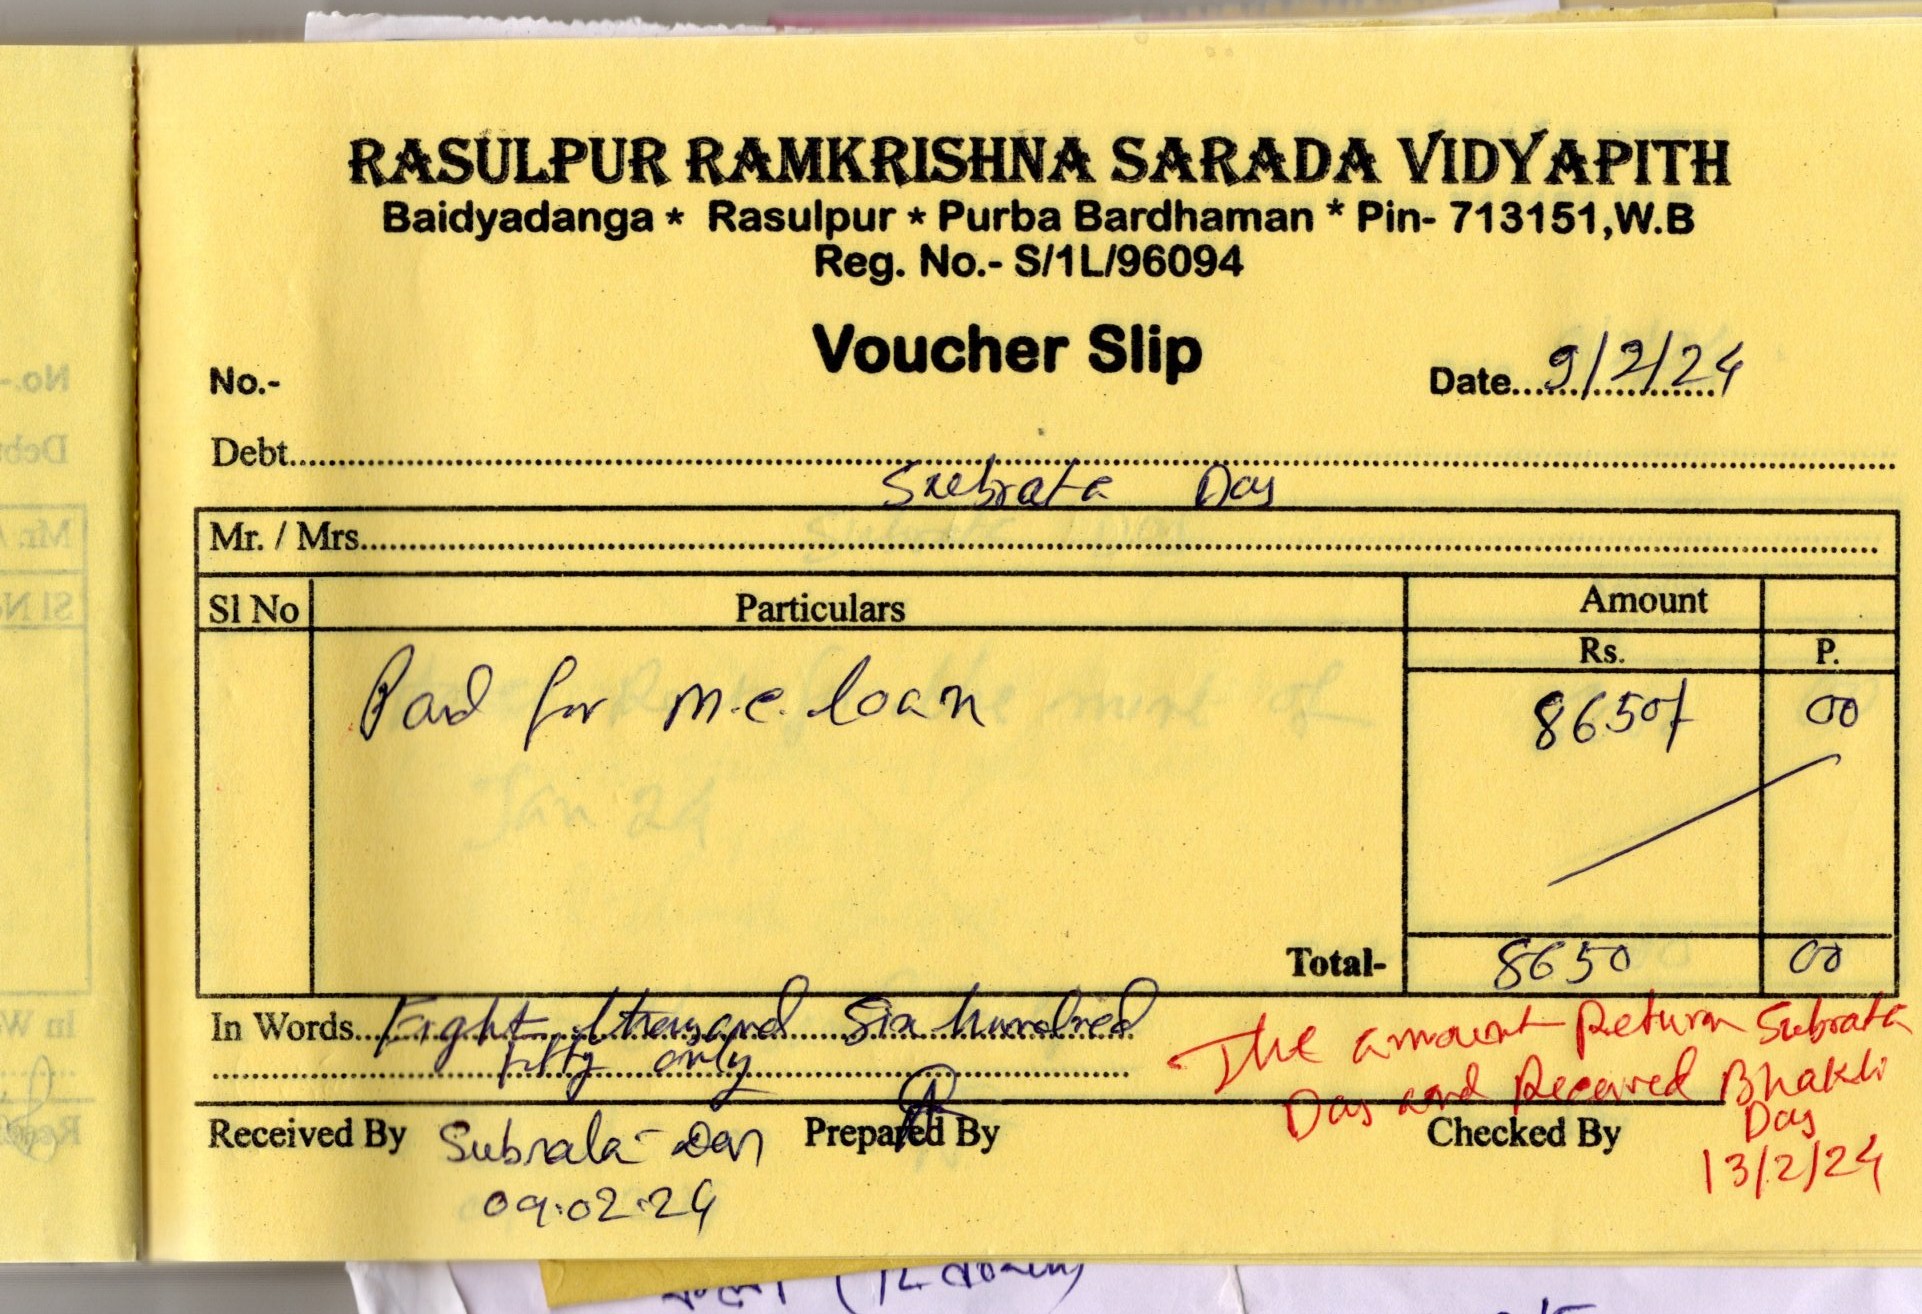 RASULPUR RAMKRISHNA SARADA VIDYAPITH
Baidyadanga * Rasulpur * Purba Bardhaman * Pin- 713151,W.B
Reg. No.- S/1L/96094
Voucher Slip
No.- Date...9/2/24
Debt
Subrata Das
Mr. / Mrs.
Sl No Particulars Amount
Rs. P.
Paid for m.c. loan 8650/ 00
Total- 8650 00
In Words...Eight thousand Six hundred
fifty only
The amount Return Subrata
Das and Received Bhakti
Das
13/2/24
Received By Subrata Das Prepared By Checked By
09.02.24